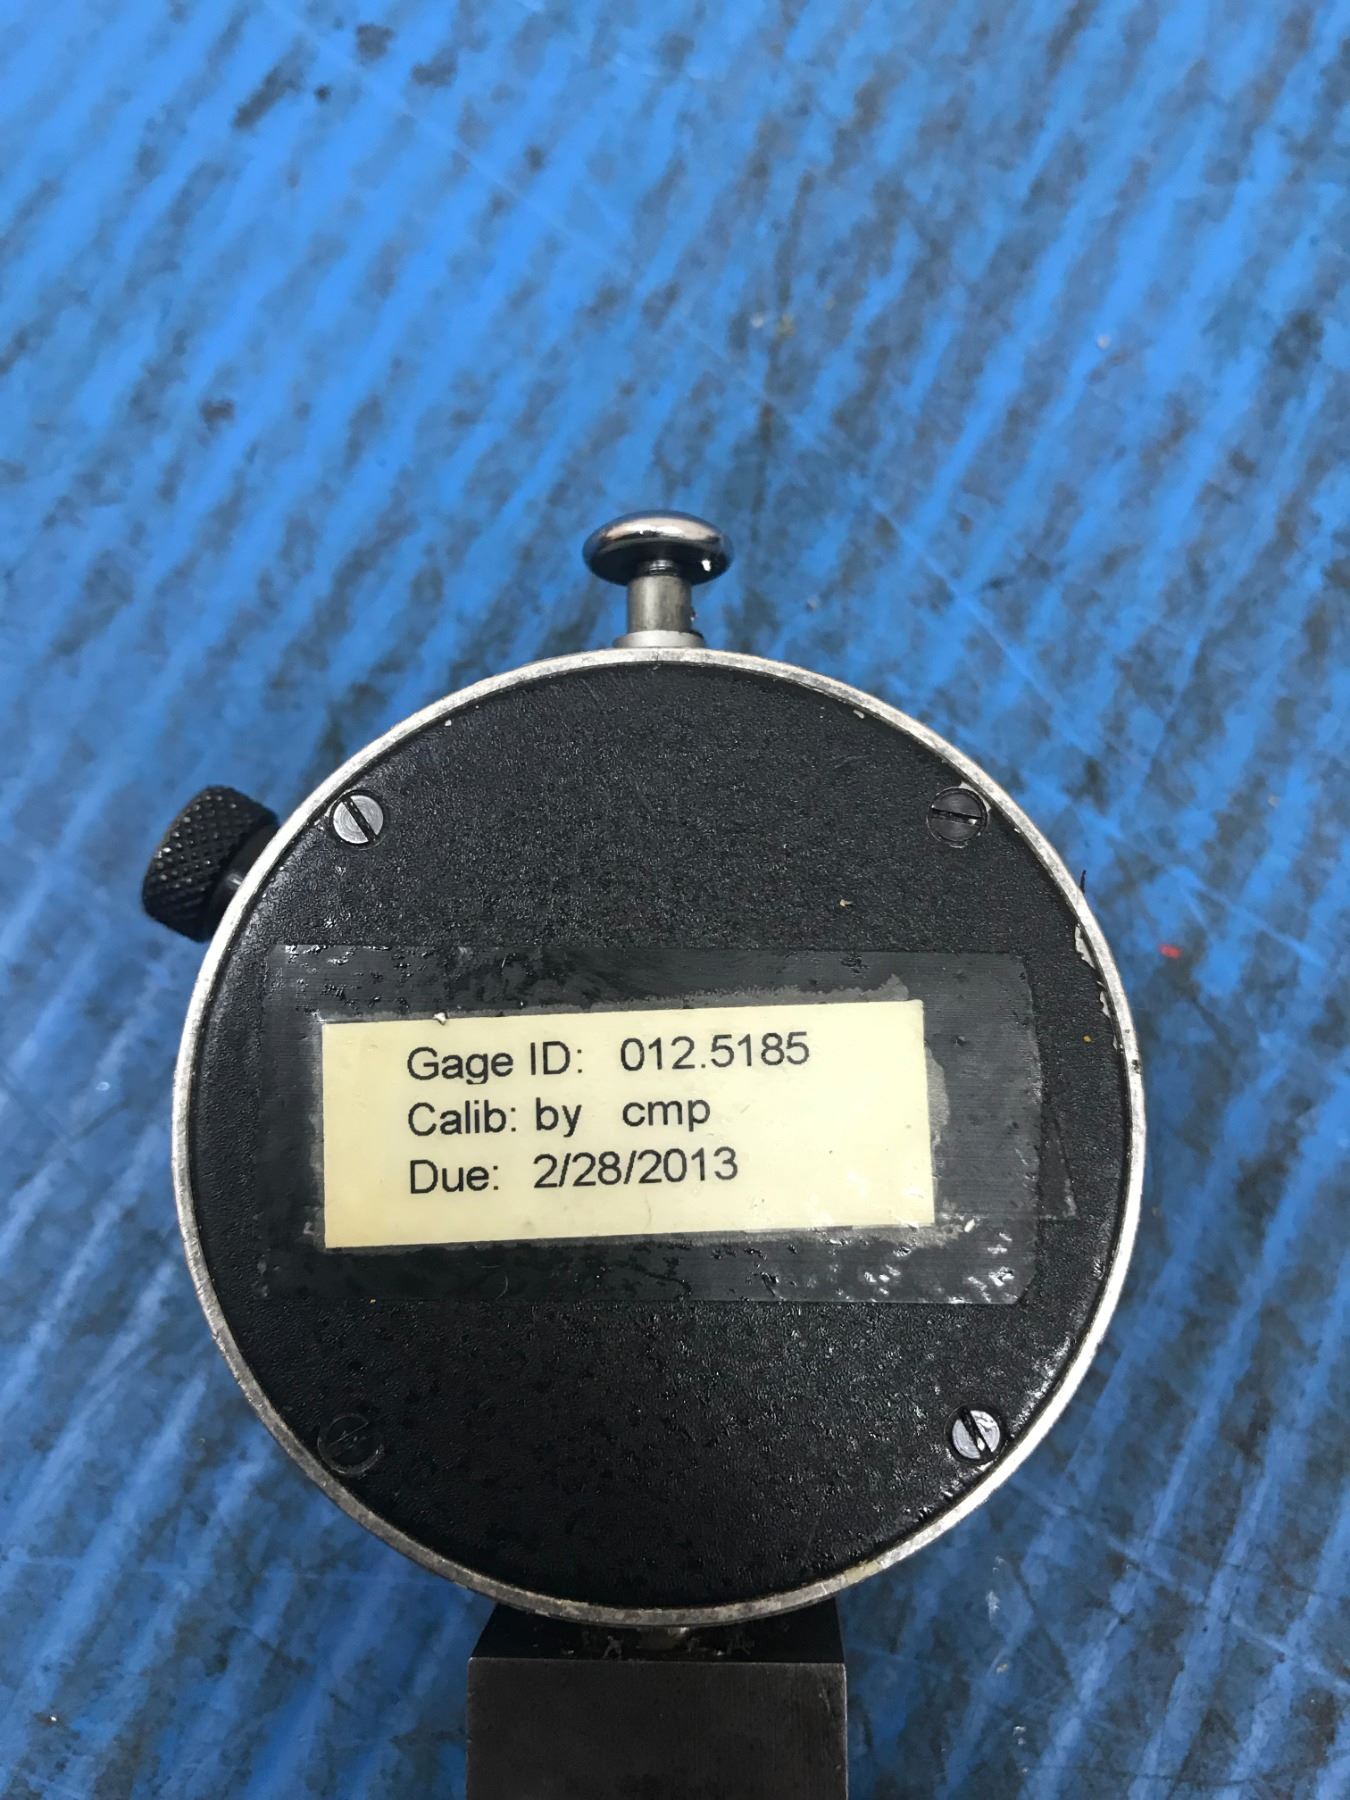 Gage ID: 012.5185
Calib: by cmp
Due: 2/28/2013